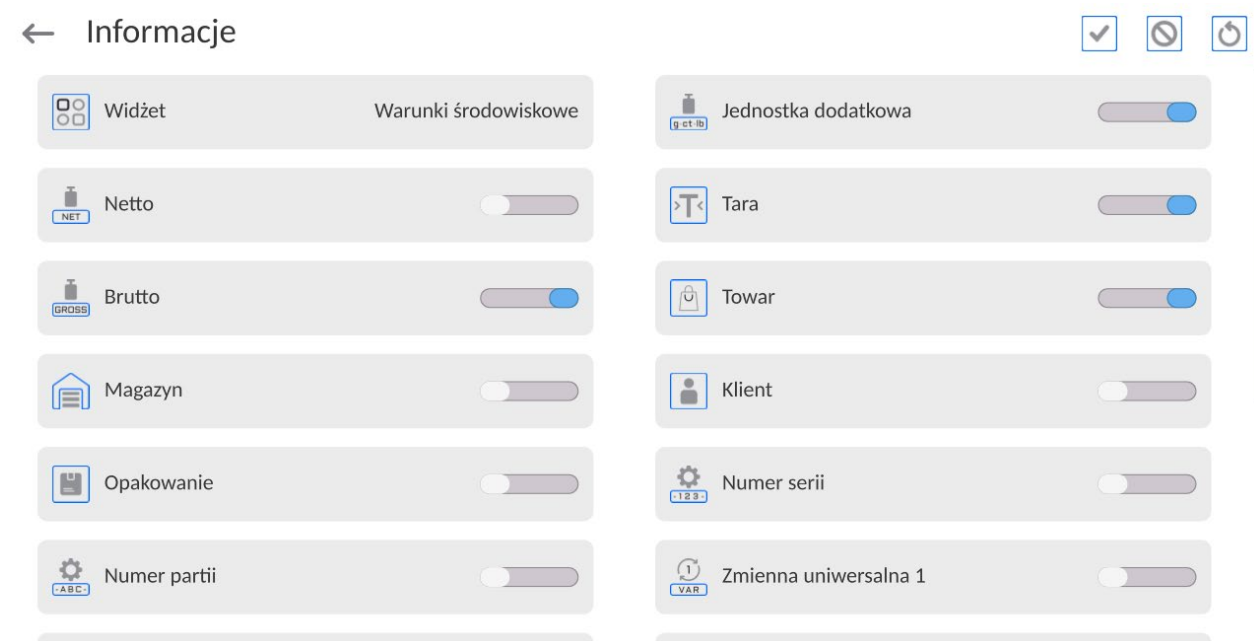 Informacje
Widżet Warunki środowiskowe
g·ct·lb Jednostka dodatkowa
NET Netto
>T< Tara
GROSS Brutto
Towar
Magazyn
Klient
Opakowanie
·123· Numer serii
·ABC· Numer partii
1 VAR Zmienna uniwersalna 1